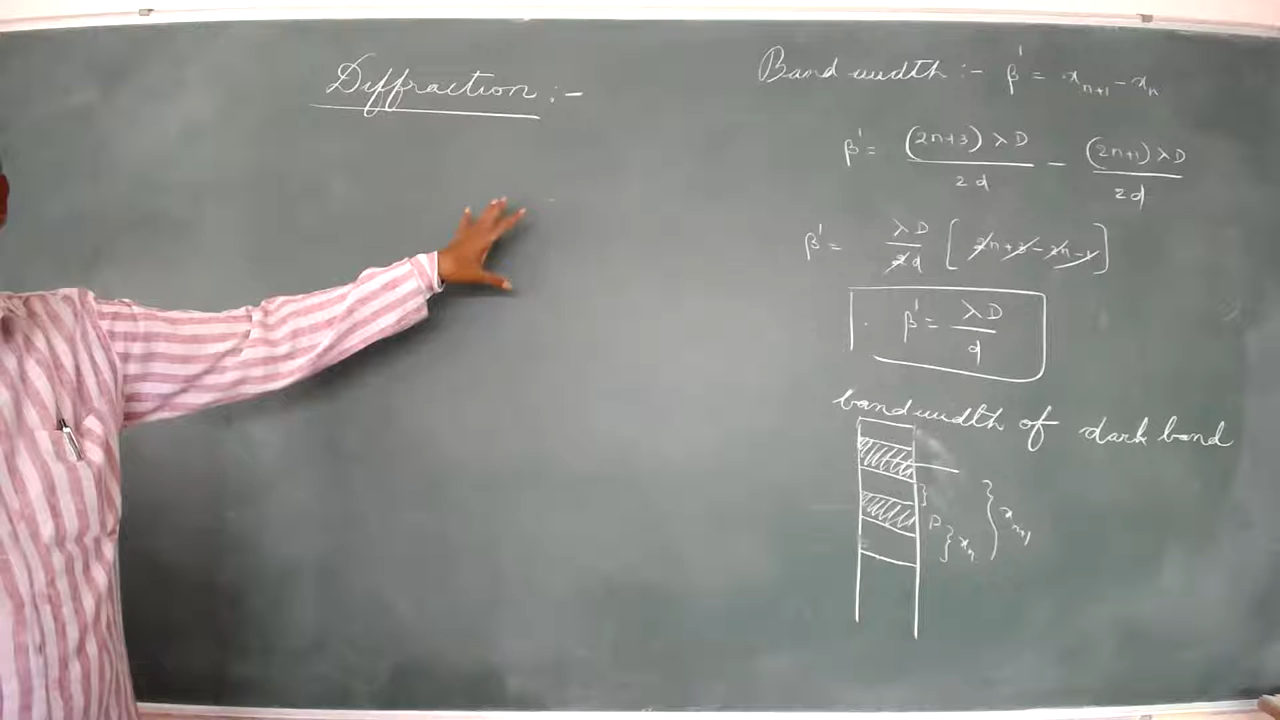 Diffraction :-
Band width :- β' = x_{n+1} - x_n
β' = (2n+3) λD / 2d - (2n+1) λD / 2d
β' = λD / 2d [ 2n+3 - 2n - 1 ]
β' = λD / d
bandwidth of dark band
} P
} x_n
} x_{n+1}